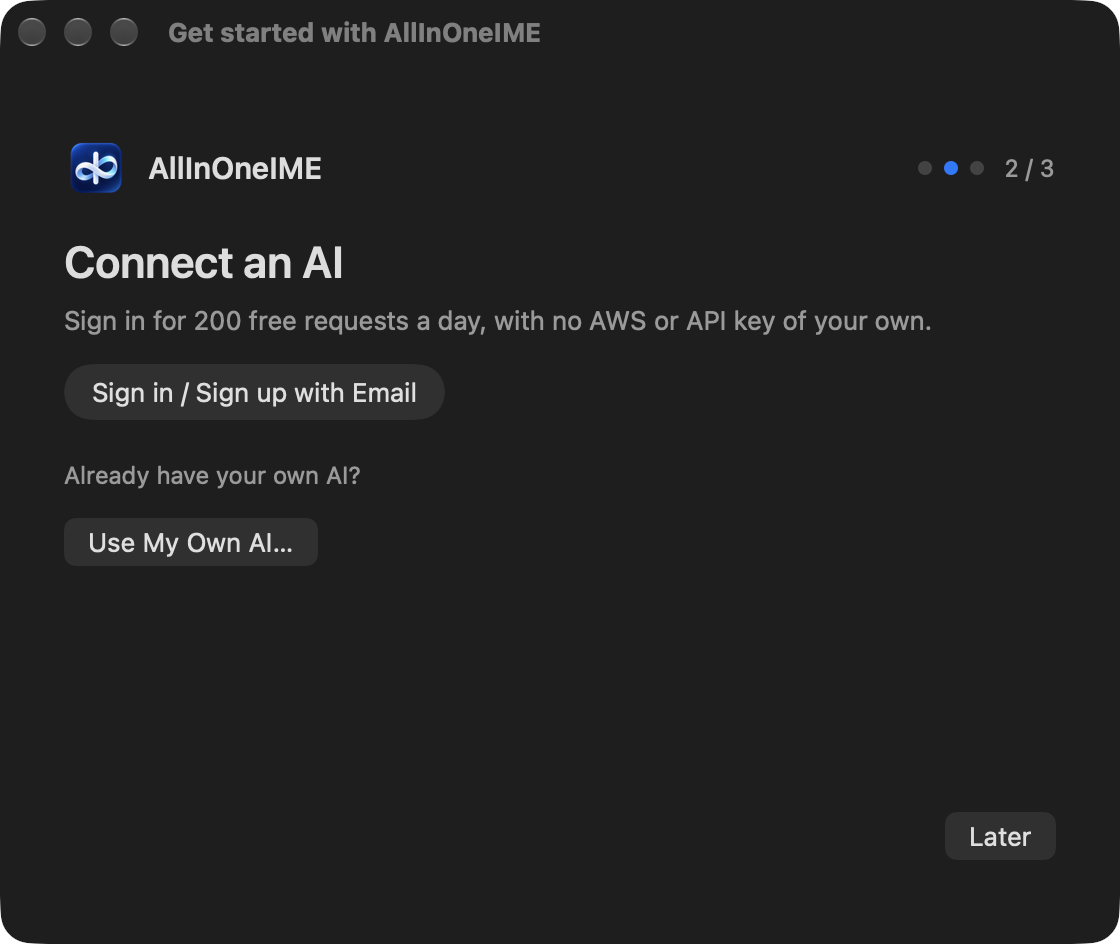 Get started with AllInOneIME
AllInOneIME
2 / 3
Connect an AI
Sign in for 200 free requests a day, with no AWS or API key of your own.
Sign in / Sign up with Email
Already have your own AI?
Use My Own AI...
Later